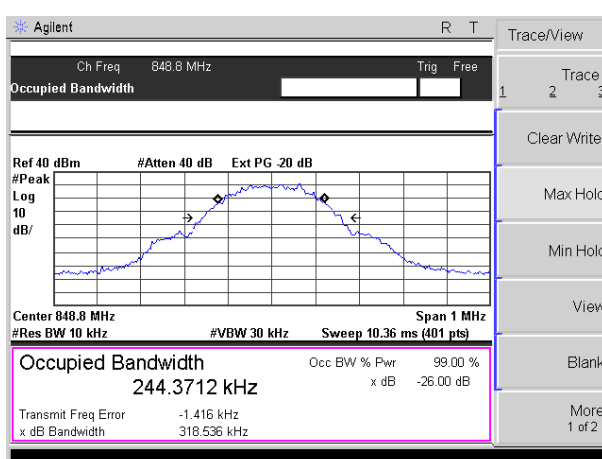 Agilent R T
Ch Freq 848.8 MHz Trig Free
Occupied Bandwidth
Ref 40 dBm #Atten 40 dB Ext PG -20 dB
#Peak
Log
10
dB/
Center 848.8 MHz Span 1 MHz
#Res BW 10 kHz #VBW 30 kHz Sweep 10.36 ms (401 pts)
Occupied Bandwidth Occ BW % Pwr 99.00 %
244.3712 kHz x dB -26.00 dB
Transmit Freq Error -1.416 kHz
x dB Bandwidth 318.536 kHz
Trace/View
Trace
1 2 3
Clear Write
Max Hold
Min Hold
View
Blank
More
1 of 2